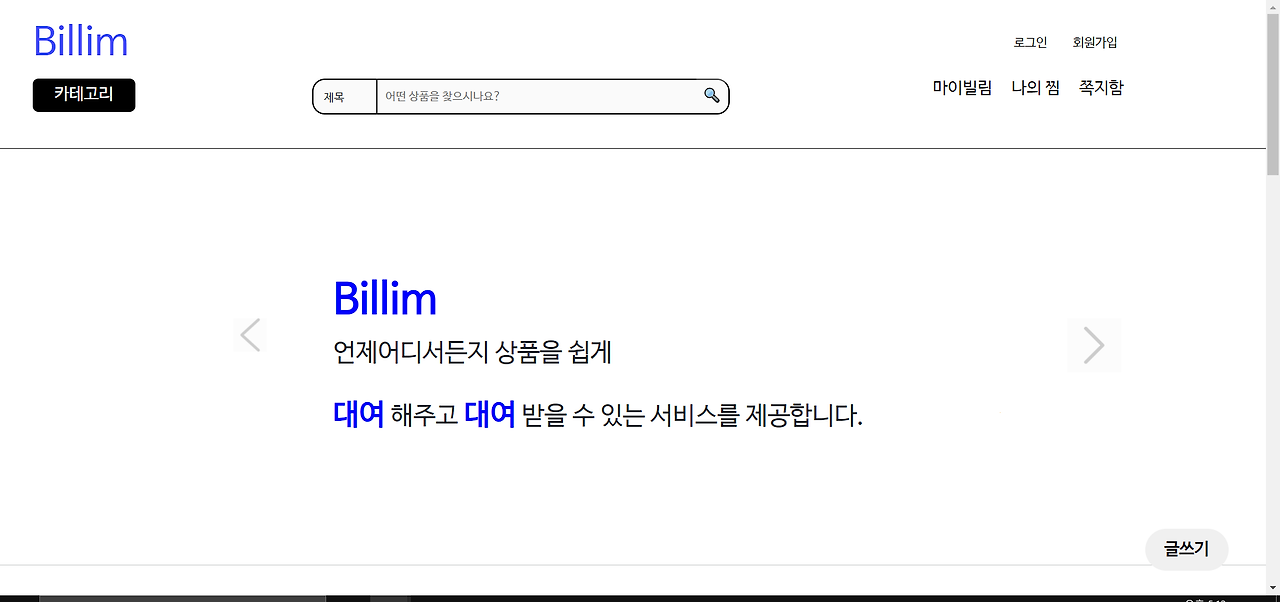 Billim
로그인 회원가입
카테고리
제목 어떤 상품을 찾으시나요?
마이빌림 나의 찜 쪽지함
Billim
언제어디서든지 상품을 쉽게
대여 해주고 대여 받을 수 있는 서비스를 제공합니다.
글쓰기